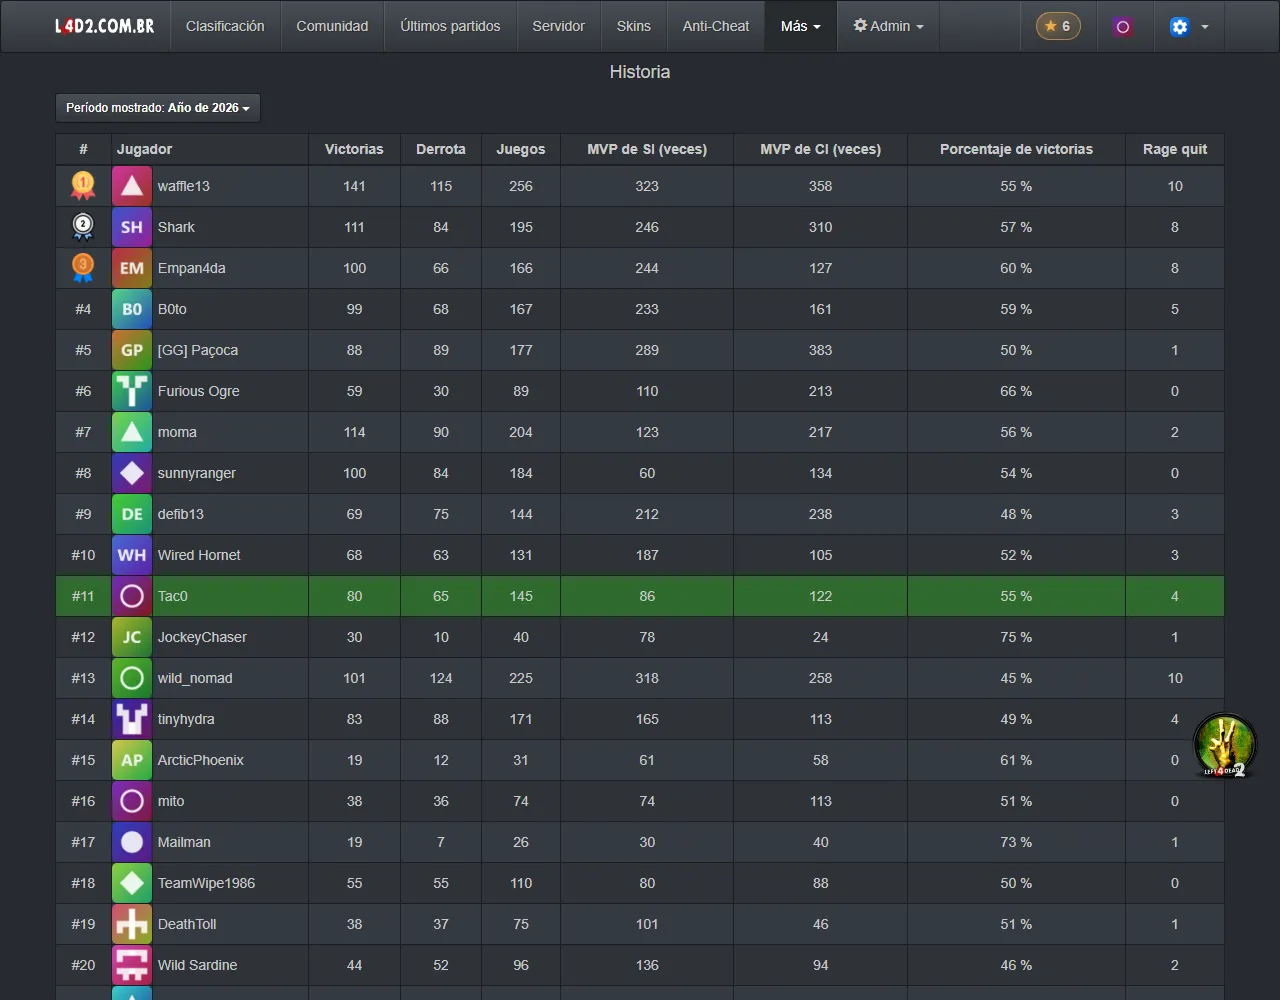 L4D2.COM.BR Clasificación Comunidad Últimos partidos Servidor Skins Anti-Cheat Más Admin 6
Historia
Período mostrado: Año de 2026
# Jugador Victorias Derrota Juegos MVP de SI (veces) MVP de CI (veces) Porcentaje de victorias Rage quit
1 waffle13 141 115 256 323 358 55 % 10
2 SH Shark 111 84 195 246 310 57 % 8
3 EM Empan4da 100 66 166 244 127 60 % 8
#4 B0 B0to 99 68 167 233 161 59 % 5
#5 GP [GG] Paçoca 88 89 177 289 383 50 % 1
#6 Furious Ogre 59 30 89 110 213 66 % 0
#7 moma 114 90 204 123 217 56 % 2
#8 sunnyranger 100 84 184 60 134 54 % 0
#9 DE defib13 69 75 144 212 238 48 % 3
#10 WH Wired Hornet 68 63 131 187 105 52 % 3
#11 Tac0 80 65 145 86 122 55 % 4
#12 JC JockeyChaser 30 10 40 78 24 75 % 1
#13 wild_nomad 101 124 225 318 258 45 % 10
#14 tinyhydra 83 88 171 165 113 49 % 4
#15 AP ArcticPhoenix 19 12 31 61 58 61 % 0
LEFT 4 DEAD 2
#16 mito 38 36 74 74 113 51 % 0
#17 Mailman 19 7 26 30 40 73 % 1
#18 TeamWipe1986 55 55 110 80 88 50 % 0
#19 DeathToll 38 37 75 101 46 51 % 1
#20 Wild Sardine 44 52 96 136 94 46 % 2